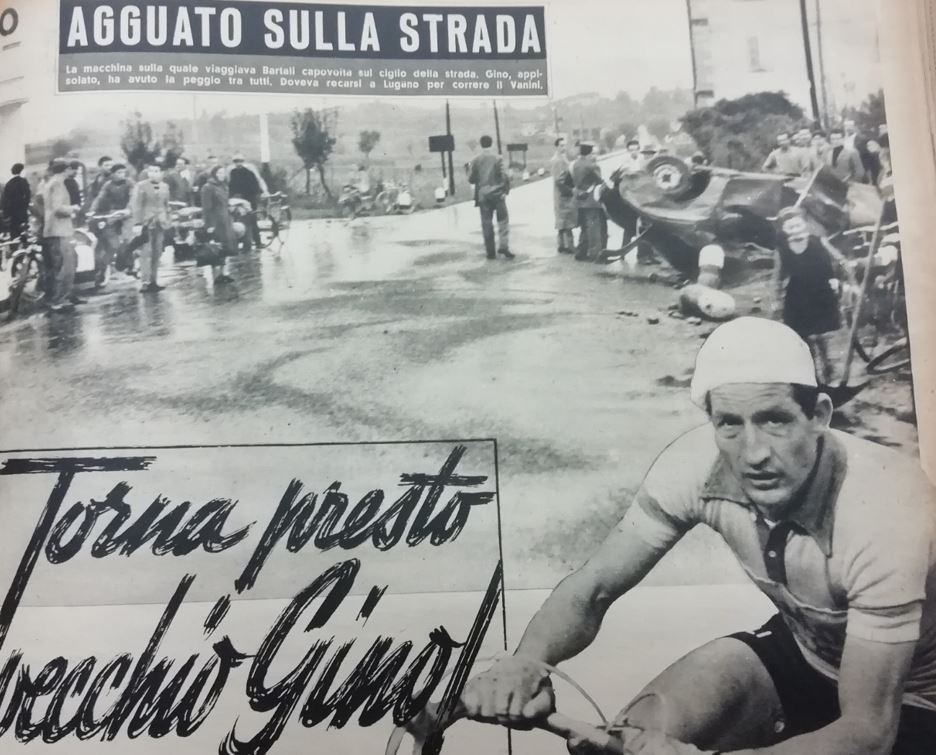 O
AGGUATO SULLA STRADA
La macchina sulla quale viaggiava Bartali capovolta sul ciglio della strada. Gino, appi-
solato, ha avuto la peggio tra tutti. Doveva recarsi a Lugano per correre il Vanini.
Torna presto
vecchio Gino!